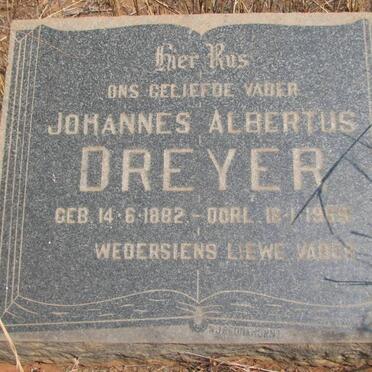 Hier Rus
ONS GELIEFDE VADER
JOHANNES ALBERTUS
DREYER
GEB. 14-6-1882 - OORL. 18-1-1959
WEDERSIENS LIEWE VADER